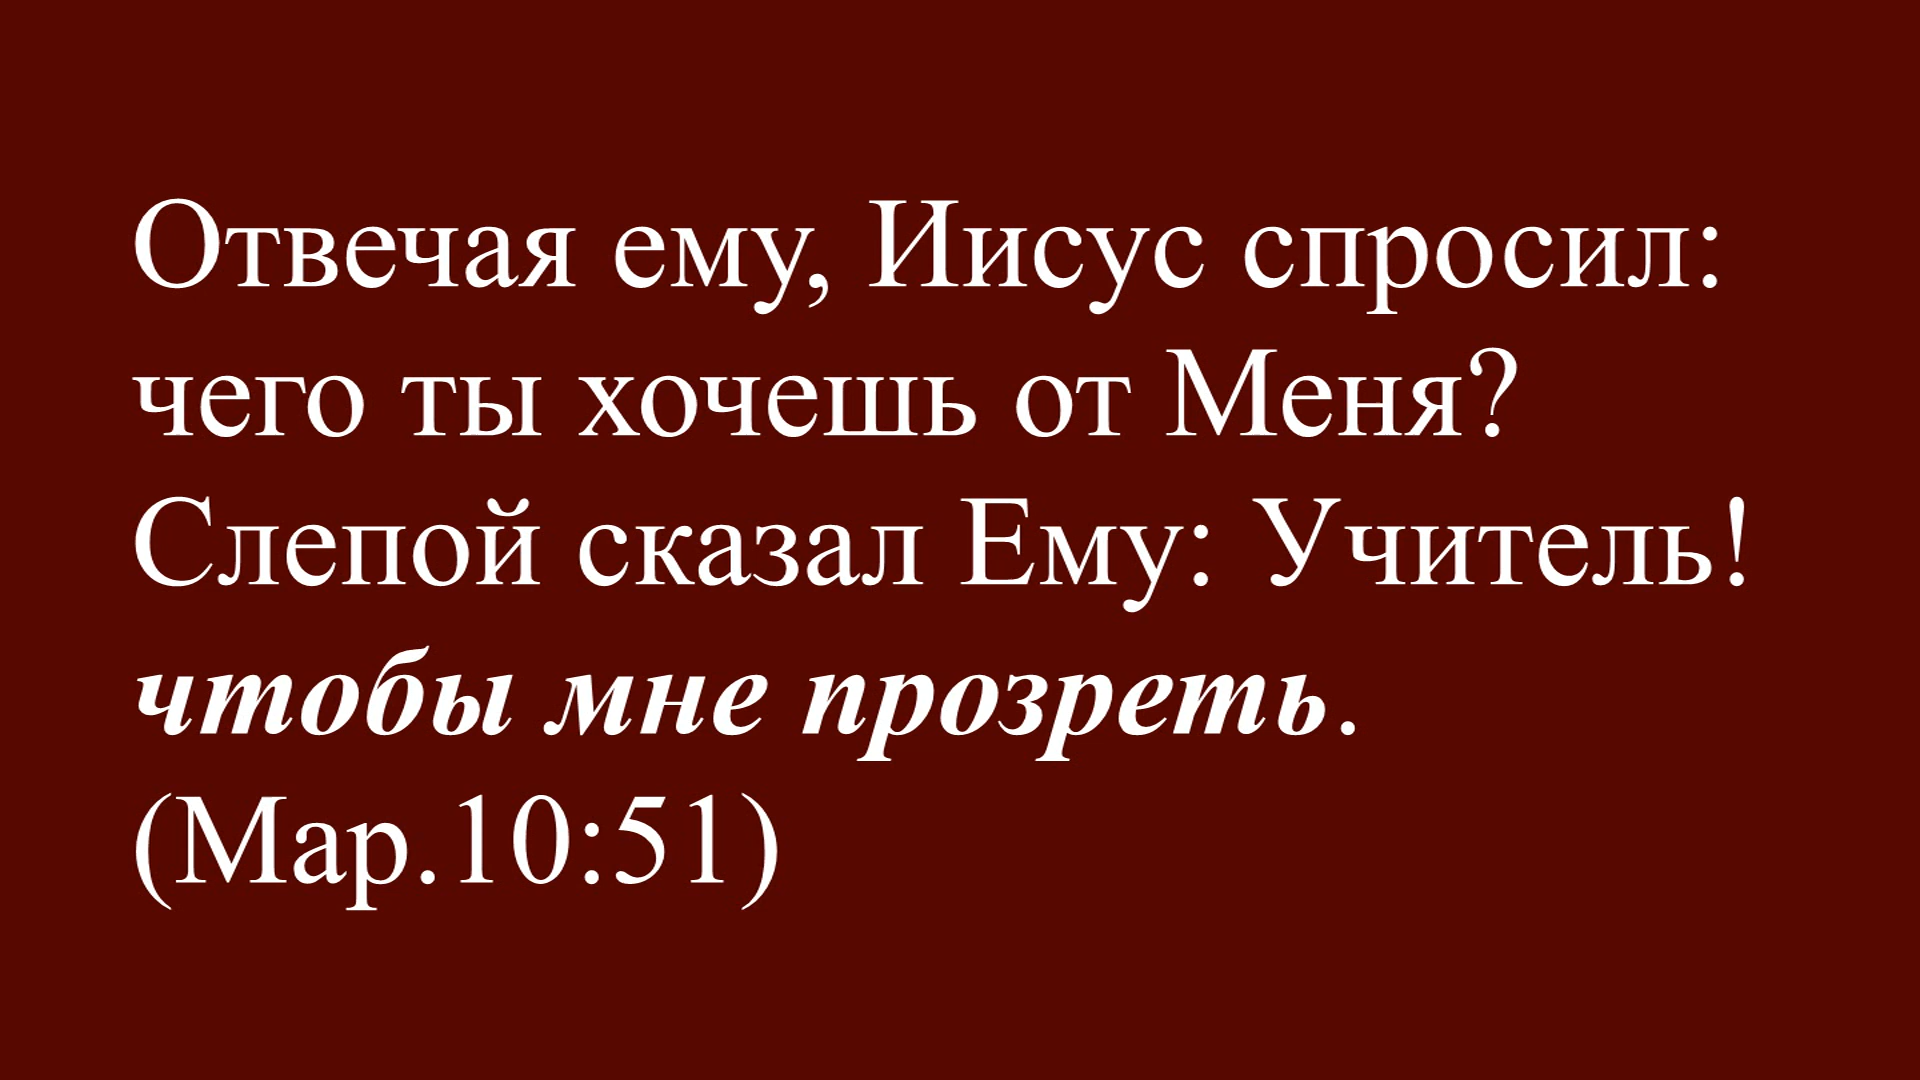 Отвечая ему, Иисус спросил:
чего ты хочешь от Меня?
Слепой сказал Ему: Учитель!
чтобы мне прозреть.
(Мар.10:51)